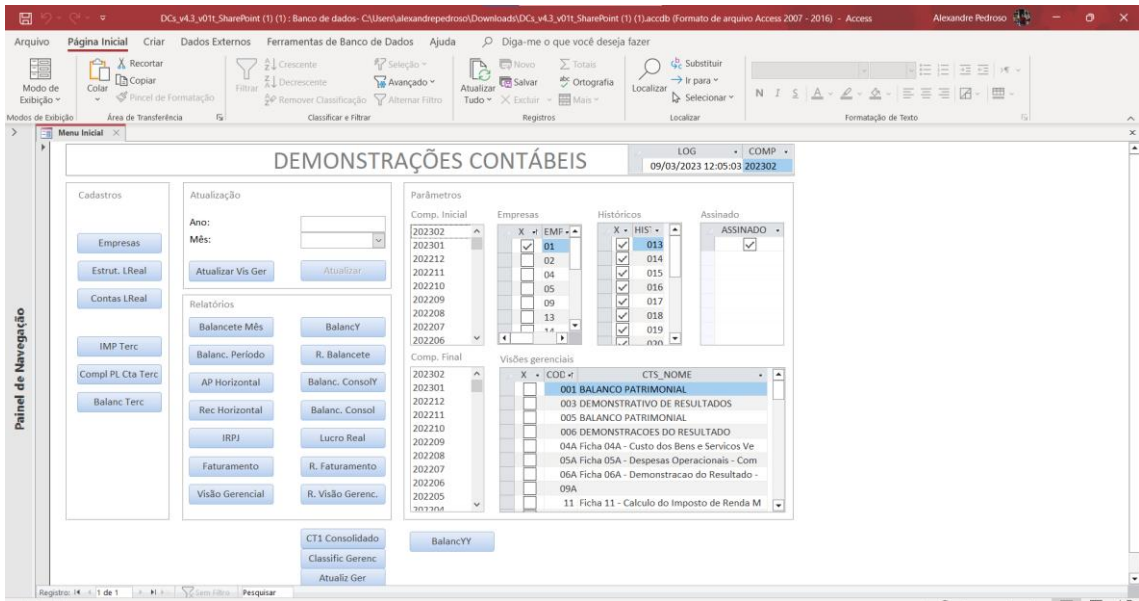 DCs_v4.3_v01t_SharePoint (1) (1) : Banco de dados- C:\Users\alexandrepedroso\Downloads\DCs_v4.3_v01t_SharePoint (1) (1).accdb (Formato de arquivo Access 2007 - 2016) - Access
Alexandre Pedroso
Arquivo Página Inicial Criar Dados Externos Ferramentas de Banco de Dados Ajuda Diga-me o que você deseja fazer
Modo de Exibição
Modos de Exibição
Colar
Recortar
Copiar
Pincel de Formatação
Área de Transferência
Filtrar
Crescente
Decrescente
Remover Classificação
Seleção
Avançado
Alternar Filtro
Classificar e Filtrar
Atualizar Tudo
Novo
Salvar
Excluir
Totais
Ortografia
Mais
Registros
Localizar
Substituir
Ir para
Selecionar
Localizar
N I S
Formatação de Texto
Menu Inicial
Painel de Navegação
DEMONSTRAÇÕES CONTÁBEIS
LOG COMP
09/03/2023 12:05:03 202302
Cadastros
Empresas
Estrut. LReal
Contas LReal
IMP Terc
Compl PL Cta Terc
Balanc Terc
Atualização
Ano:
Mês:
Atualizar Vis Ger Atualizar
Relatórios
Balancete Mês BalancY
Balanc. Período R. Balancete
AP Horizontal Balanc. ConsolY
Rec Horizontal Balanc. Consol
IRPJ Lucro Real
Faturamento R. Faturamento
Visão Gerencial R. Visão Gerenc.
CT1 Consolidado
Classific Gerenc
Atualiz Ger
BalancYY
Parâmetros
Comp. Inicial
202302
202301
202212
202211
202210
202209
202208
202207
202206
Empresas
X EMF
01
02
04
05
09
13
14
Históricos
X HIS
013
014
015
016
017
018
019
020
Assinado
ASSINADO
Comp. Final
202302
202301
202212
202211
202210
202209
202208
202207
202206
202205
202204
Visões gerenciais
X COD CTS_NOME
001 BALANCO PATRIMONIAL
003 DEMONSTRATIVO DE RESULTADOS
005 BALANCO PATRIMONIAL
006 DEMONSTRACOES DO RESULTADO
04A Ficha 04A - Custo dos Bens e Servicos Ve
05A Ficha 05A - Despesas Operacionais - Com
06A Ficha 06A - Demonstracao do Resultado -
09A
11 Ficha 11 - Calculo do Imposto de Renda M
Registro: 1 de 1 Sem Filtro Pesquisar